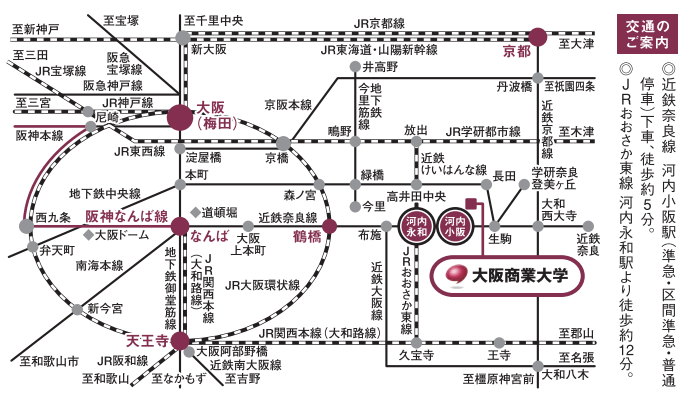 交通の
ご案内
◎近鉄奈良線 河内小阪駅（準急・区間準急・普通
停車）下車、徒歩約5分。
◎JRおおさか東線 河内永和駅より徒歩約12分。
至新神戸
至宝塚
至千里中央
JR京都線
至三田
新大阪
JR東海道・山陽新幹線
京都
至大津
JR宝塚線
阪急
宝塚線
井高野
阪急神戸線
丹波橋
至祇園四条
至三宮
JR神戸線
大阪
（梅田）
京阪本線
地下鉄
今里筋線
近鉄京都線
尼崎
阪神本線
鴫野
放出
JR学研都市線
至木津
JR東西線
淀屋橋
京橋
近鉄
けいはんな線
本町
緑橋
長田
学研奈良
登美ヶ丘
地下鉄中央線
森ノ宮
高井田中央
今里
西九条
阪神なんば線
道頓堀
近鉄奈良線
河内
永和
河内
小阪
大和
西大寺
大阪ドーム
なんば
大阪
上本町
鶴橋
布施
生駒
近鉄
奈良
弁天町
南海本線
地下鉄御堂筋線
JR関西本線
（大和路線）
近鉄大阪線
JRおおさか東線
大阪商業大学
JR大阪環状線
新今宮
天王寺
JR関西本線（大和路線）
至郡山
大阪阿部野橋
久宝寺
王寺
至和歌山市
JR阪和線
近鉄南大阪線
至名張
至和歌山
至なかもず
至吉野
至橿原神宮前
大和八木